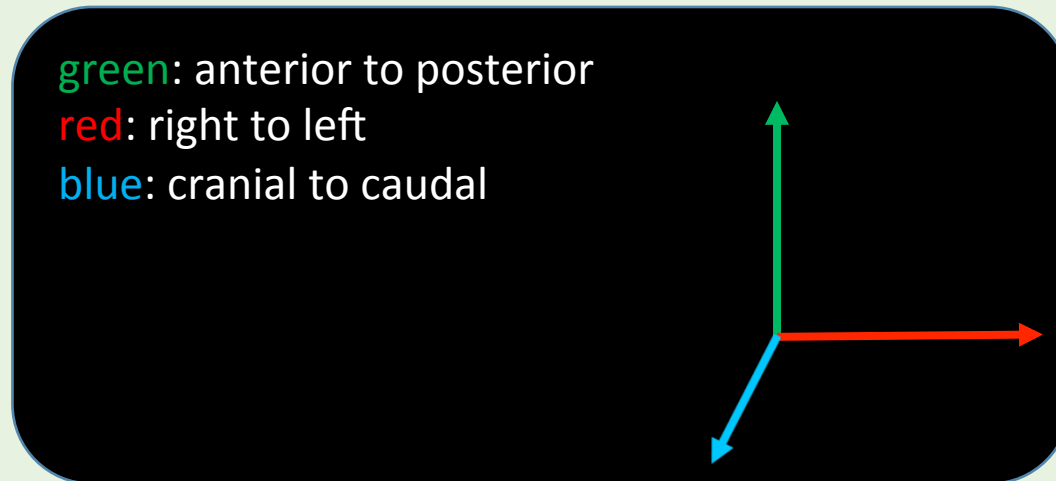 green: anterior to posterior
red: right to left
blue: cranial to caudal